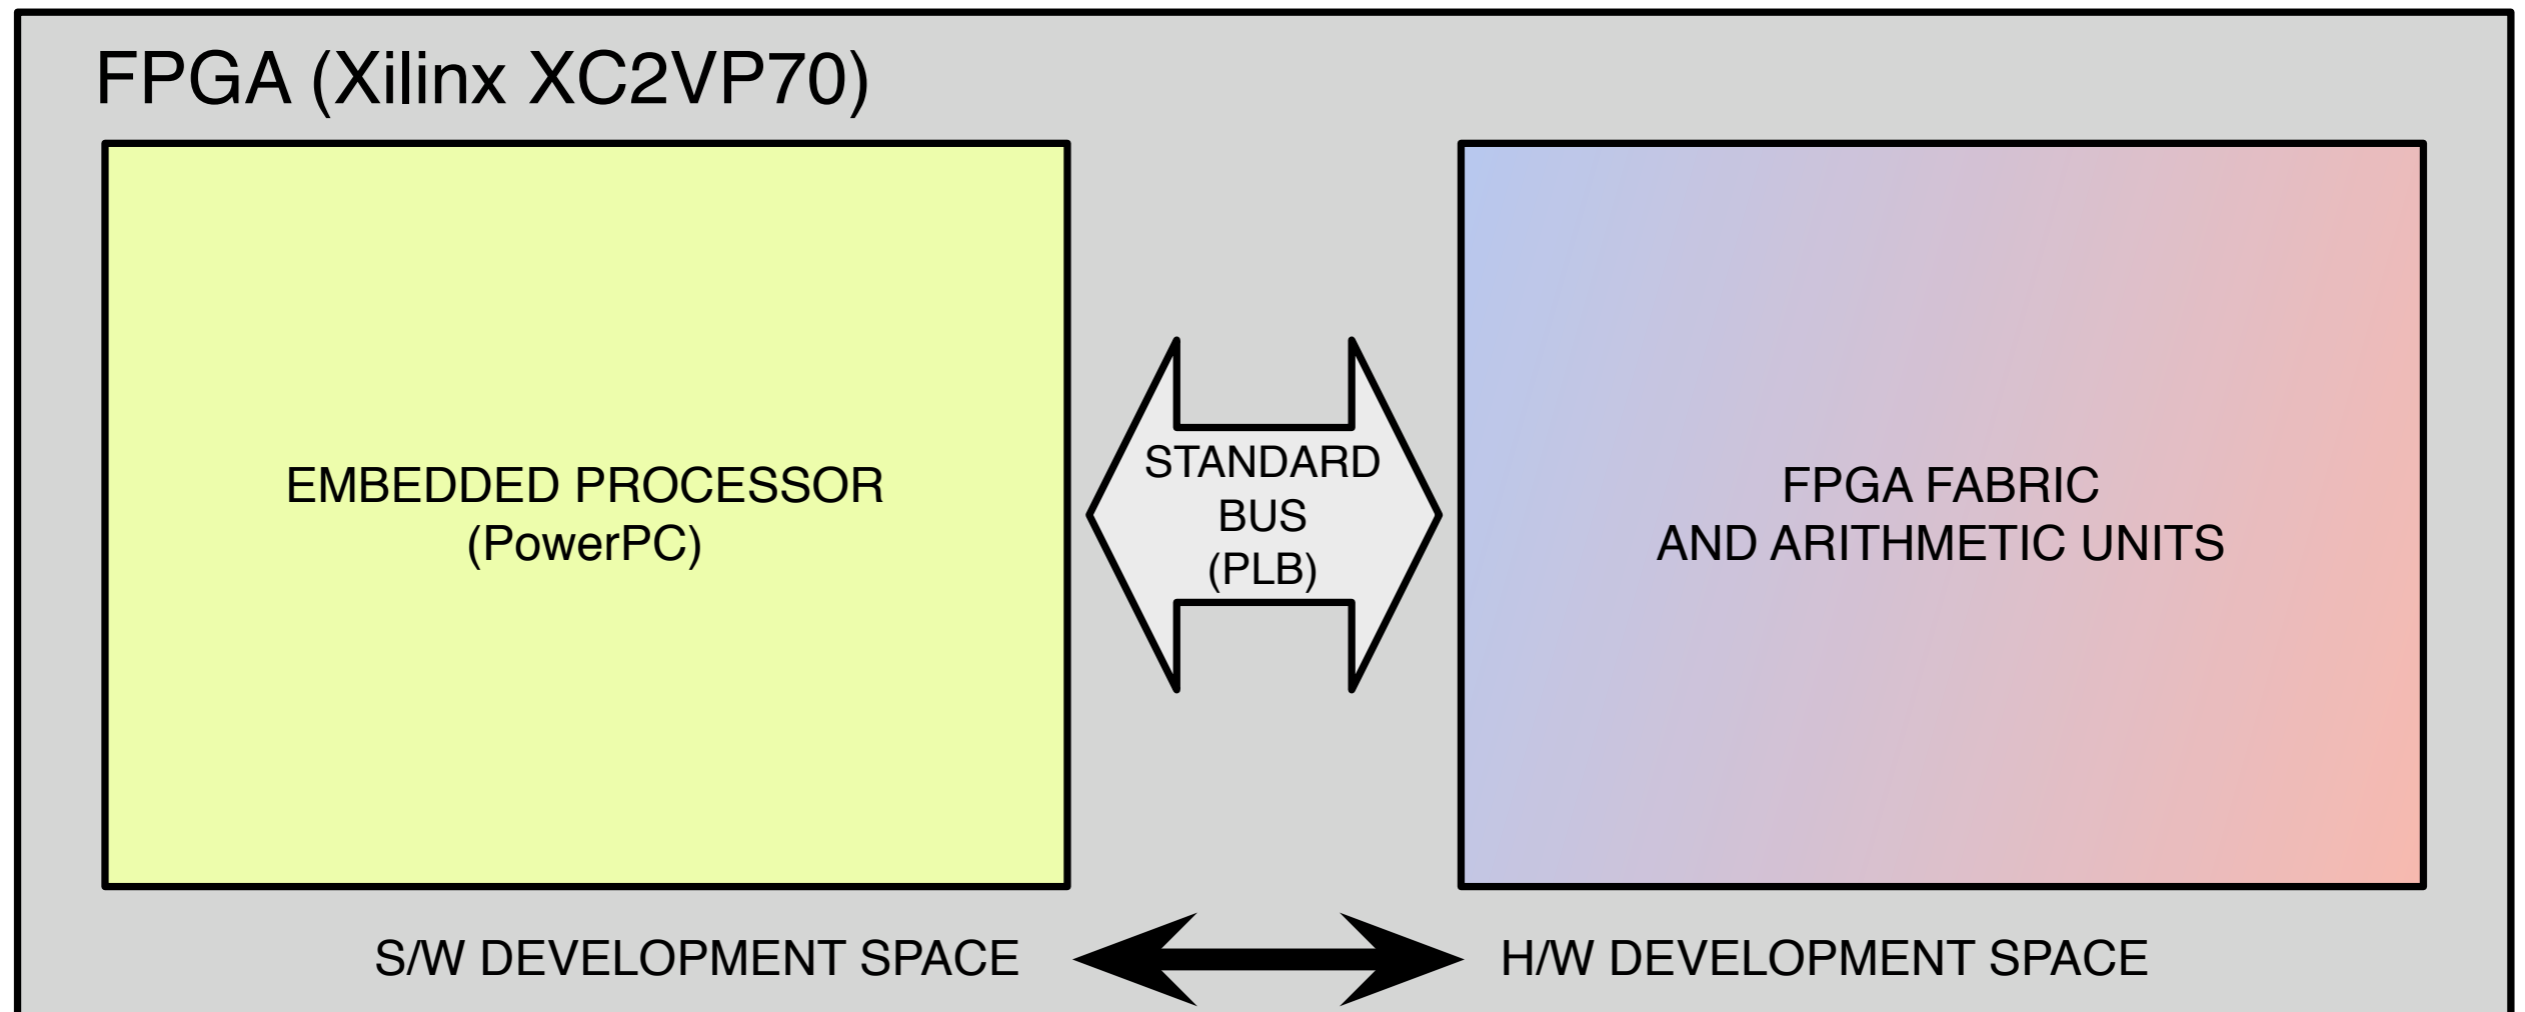 FPGA (Xilinx XC2VP70)
EMBEDDED PROCESSOR
(PowerPC)
STANDARD
BUS
(PLB)
FPGA FABRIC
AND ARITHMETIC UNITS
S/W DEVELOPMENT SPACE
H/W DEVELOPMENT SPACE